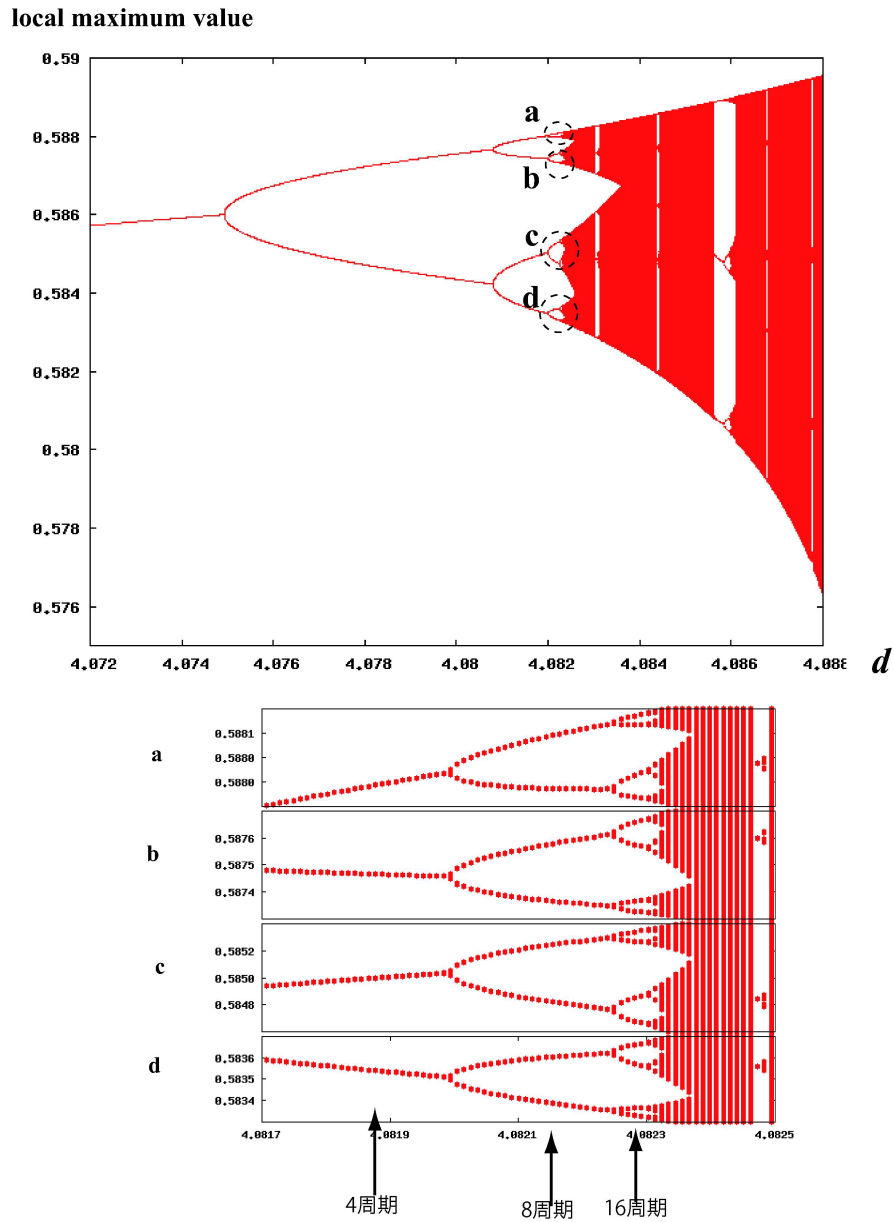 local maximum value
0.59
0.588
0.586
0.584
0.582
0.58
0.578
0.576
a
b
c
d
4.072 4.074 4.076 4.078 4.08 4.082 4.084 4.086 4.088
d
a
0.5881
0.5880
0.5880
b
0.5876
0.5875
0.5874
c
0.5852
0.5850
0.5848
d
0.5836
0.5835
0.5834
4.0817 4.0819 4.0821 4.0823 4.0825
4周期 8周期 16周期